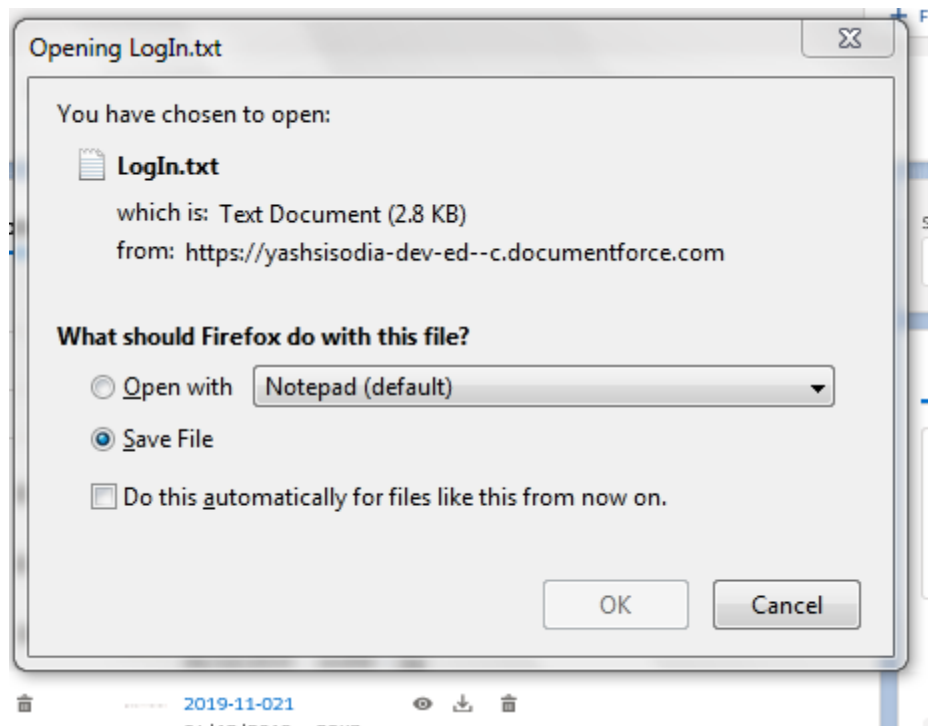 Opening LogIn.txt
You have chosen to open:
LogIn.txt
which is: Text Document (2.8 KB)
from: https://yashsisodia-dev-ed--c.documentforce.com
What should Firefox do with this file?
Open with Notepad (default)
Save File
Do this automatically for files like this from now on.
OK Cancel
2019-11-021